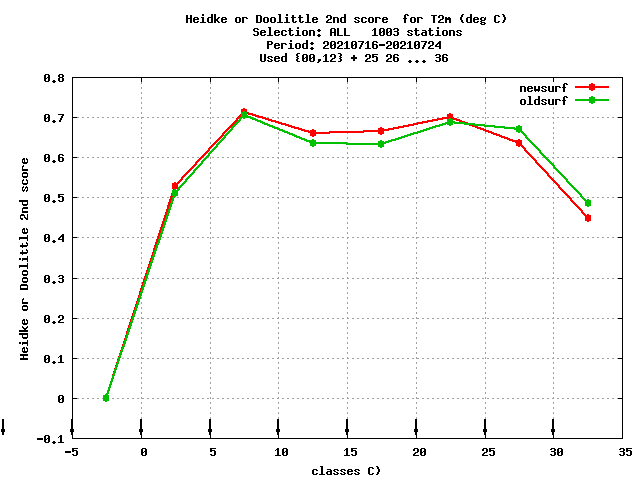 Heidke or Doolittle 2nd score  for T2m (deg C)
Selection: ALL   1003 stations
Period: 20210716-20210724
Used {00,12} + 25 26 ... 36
newsurf
oldsurf
0.8
0.7
0.6
0.5
0.4
0.3
0.2
0.1
0
-0.1
Heidke or Doolittle 2nd score
-5 0 5 10 15 20 25 30 35
classes C)